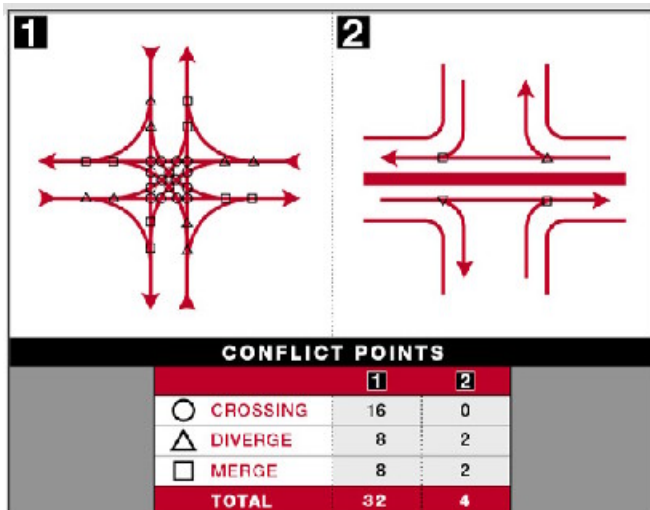 1 2
CONFLICT POINTS
1 2
CROSSING 16 0
DIVERGE 8 2
MERGE 8 2
TOTAL 32 4